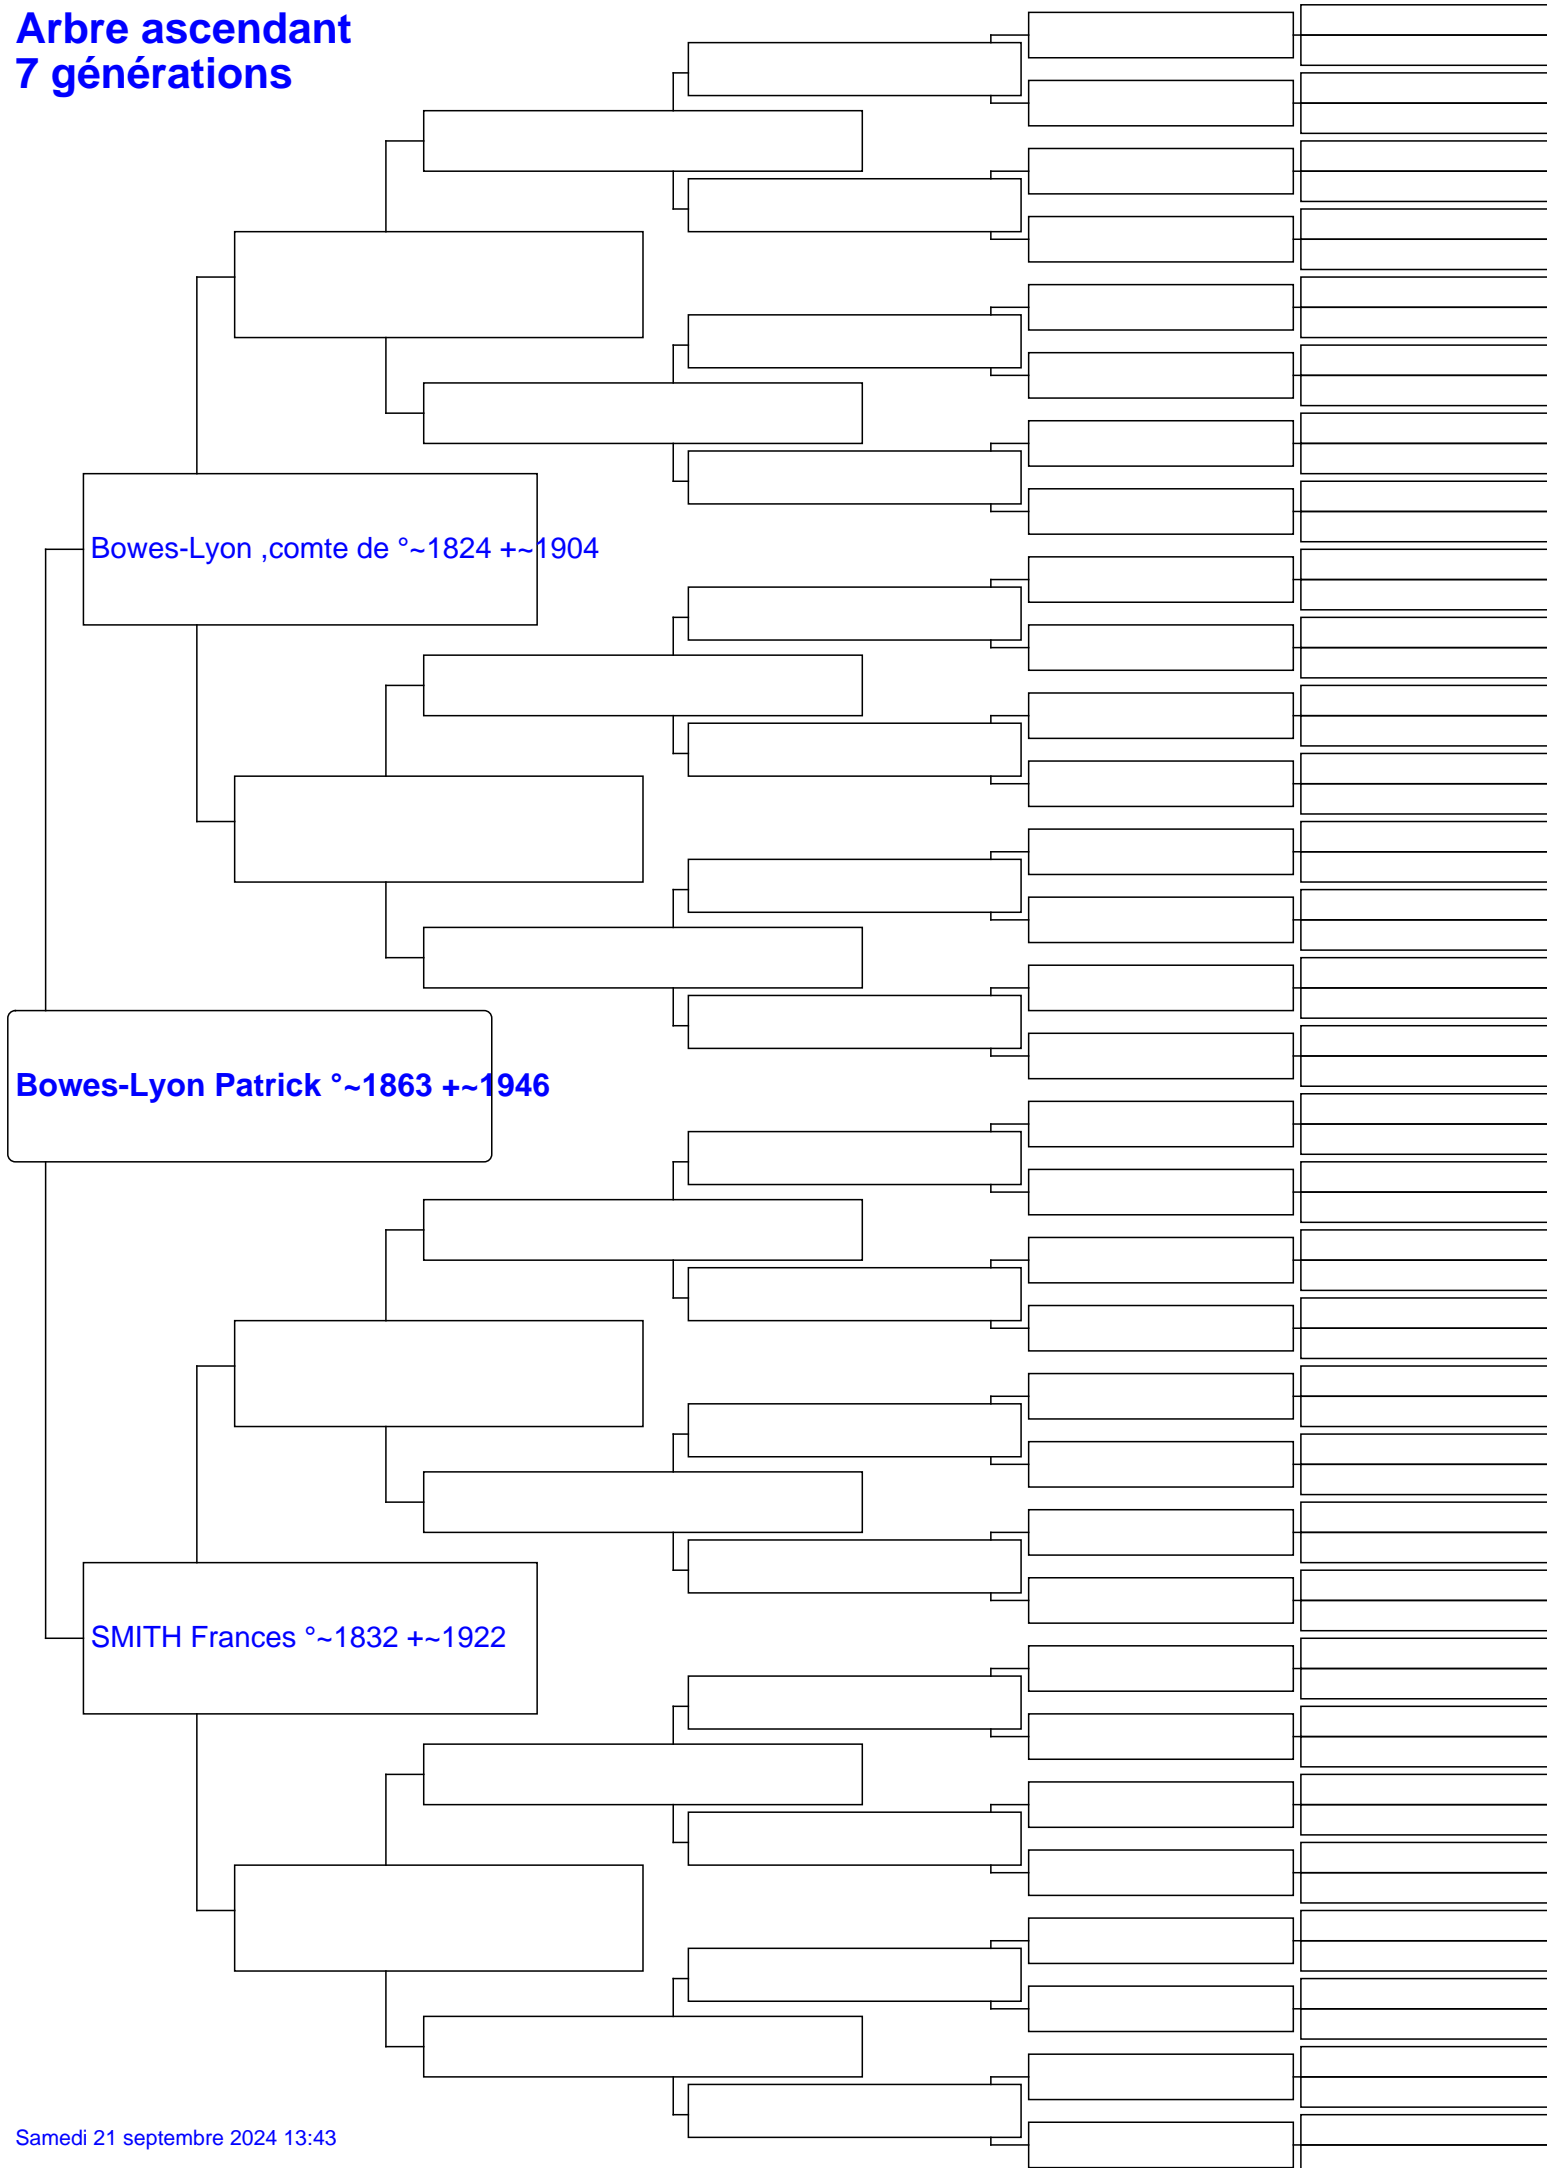 Arbre ascendant
7 générations
Bowes-Lyon ,comte de °~1824 +~1904
Bowes-Lyon Patrick °~1863 +~1946
SMITH Frances °~1832 +~1922
Samedi 21 septembre 2024 13:43